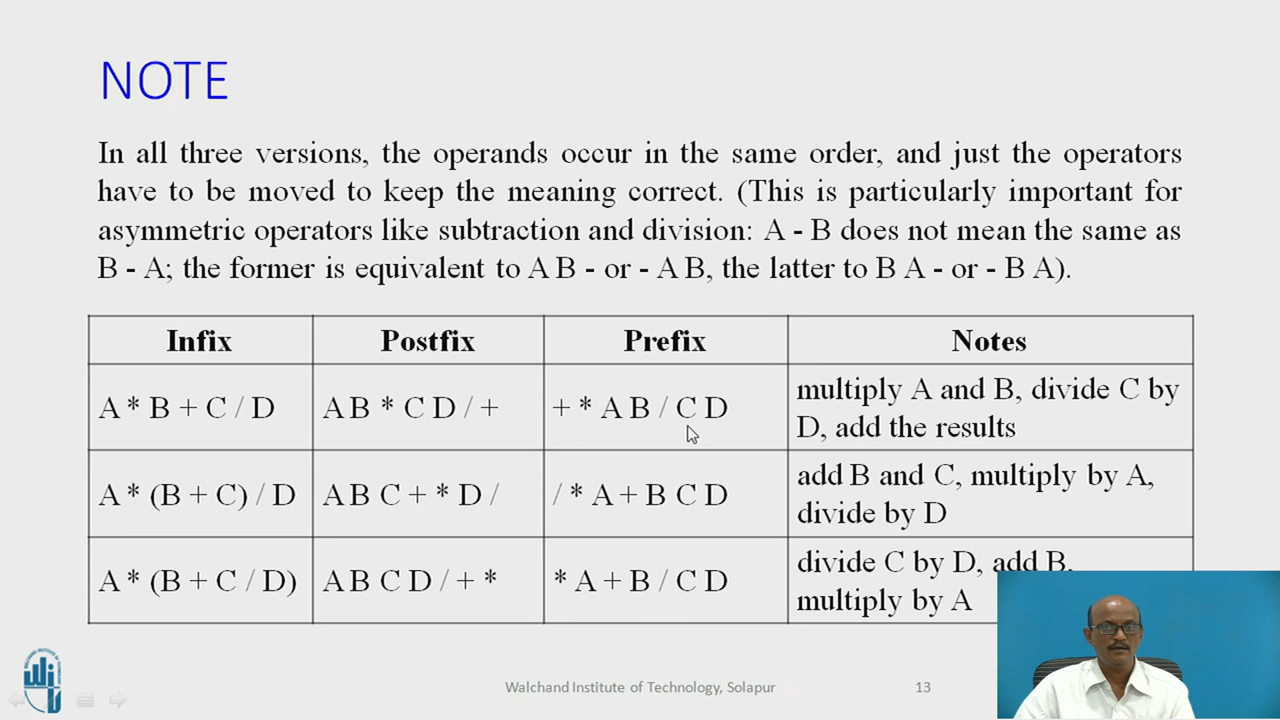 NOTE
In all three versions, the operands occur in the same order, and just the operators
have to be moved to keep the meaning correct. (This is particularly important for
asymmetric operators like subtraction and division: A - B does not mean the same as
B - A; the former is equivalent to A B - or - A B, the latter to B A - or - B A).
Infix Postfix Prefix Notes
A * B + C / D A B * C D / + + * A B / C D multiply A and B, divide C by
D, add the results
A * (B + C) / D A B C + * D / / * A + B C D add B and C, multiply by A,
divide by D
A * (B + C / D) A B C D / + * * A + B / C D divide C by D, add B,
multiply by A
Walchand Institute of Technology, Solapur 13